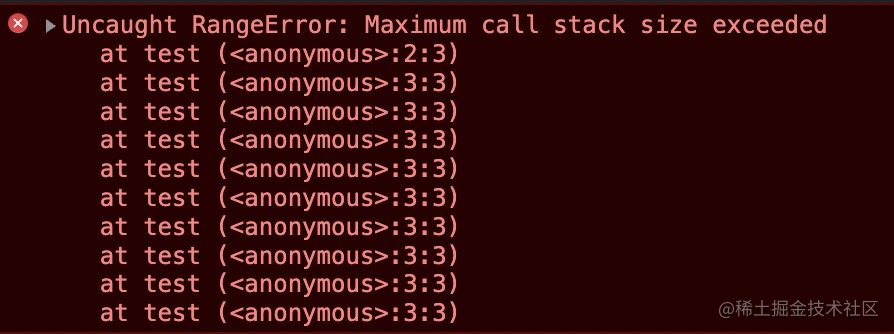 Uncaught RangeError: Maximum call stack size exceeded
at test (<anonymous>:2:3)
at test (<anonymous>:3:3)
at test (<anonymous>:3:3)
at test (<anonymous>:3:3)
at test (<anonymous>:3:3)
at test (<anonymous>:3:3)
at test (<anonymous>:3:3)
at test (<anonymous>:3:3)
at test (<anonymous>:3:3)
at test (<anonymous>:3:3)
@稀土掘金技术社区